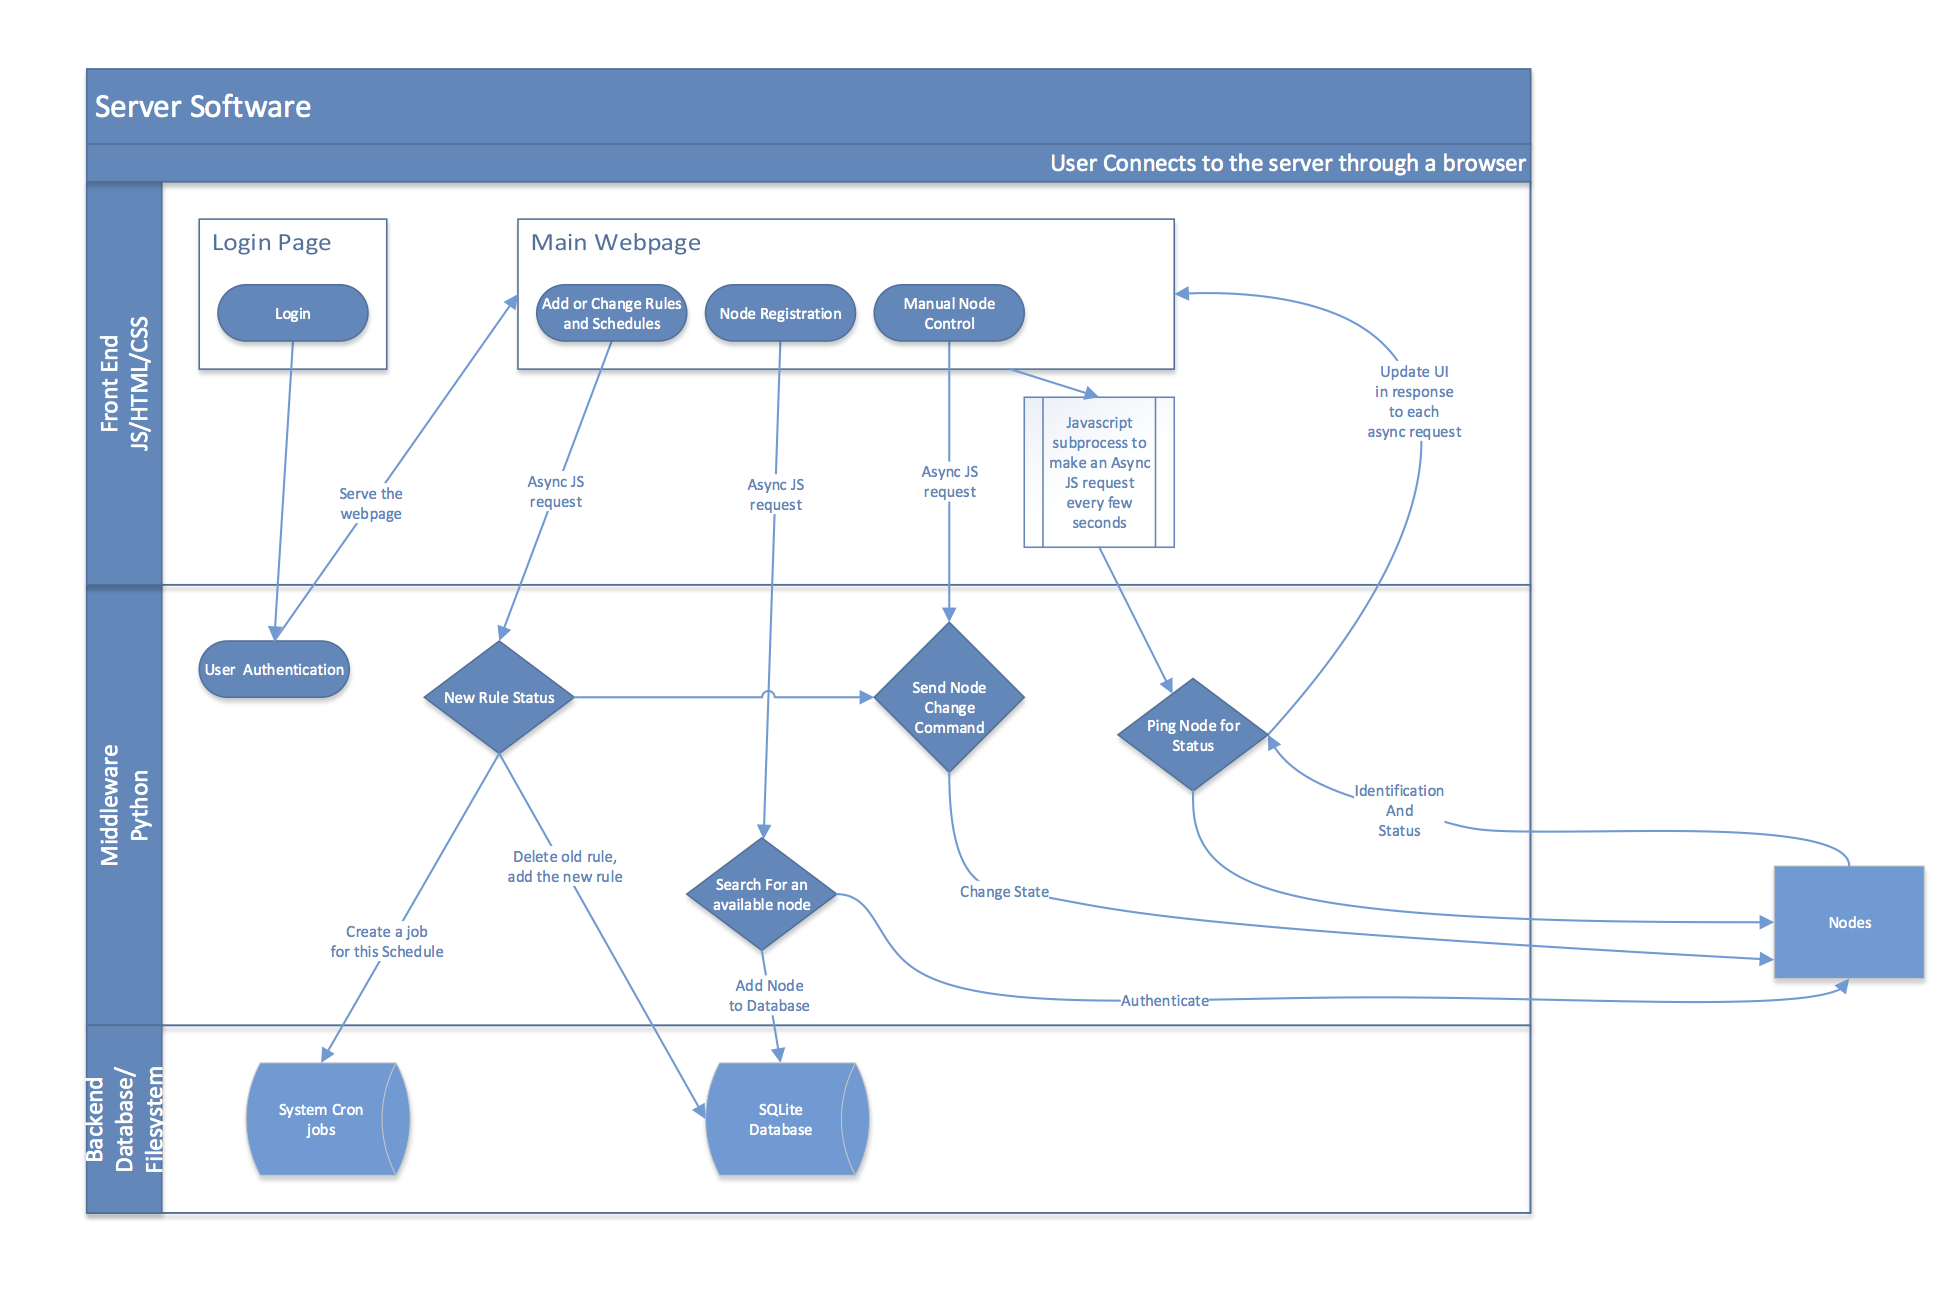 Server Software
User Connects to the server through a browser
Front End
JS/HTML/CSS
Login Page
Login
Main Webpage
Add or Change Rules
and Schedules
Node Registration
Manual Node
Control
Update UI
in response
to each
async request
Javascript
subprocess to
make an Async
JS request
every few
seconds
Serve the
webpage
Async JS
request
Async JS
request
Async JS
request
Middleware
Python
User  Authentication
New Rule Status
Send Node
Change
Command
Ping Node for
Status
Identification
And
Status
Delete old rule,
add the new rule
Search For an
available node
Change State
Nodes
Create a job
for this Schedule
Add Node
to Database
Authenticate
Backend
Database/
Filesystem
System Cron
jobs
SQLite
Database